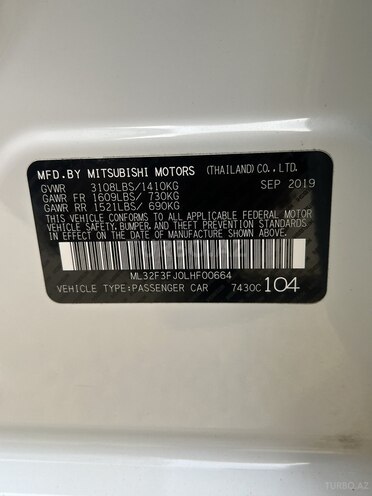 MFD.BY MITSUBISHI MOTORS (THAILAND) CO., LTD.
GVWR 3108LBS/1410KG SEP 2019
GAWR FR 1609LBS/ 730KG
GAWR RR 1521LBS/ 690KG
THIS VEHICLE CONFORMS TO ALL APPLICABLE FEDERAL MOTOR
VEHICLE SAFETY, BUMPER, AND THEFT PREVENTION STANDARDS
IN EFFECT ON THE DATE OF MANUFACTURE SHOWN ABOVE.
ML32F3FJ0LHF00664
VEHICLE TYPE:PASSENGER CAR 7430C 104
TURBO.AZ